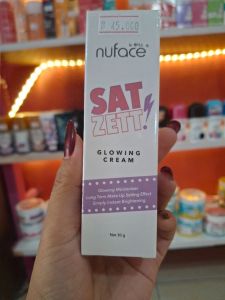 45.000
nuface
SAT
ZETT!
GLOWING
CREAM
Glowing Moisturizer
Long Term Make Up Setting Effect
Simply Instant Brightening
Net 30 g